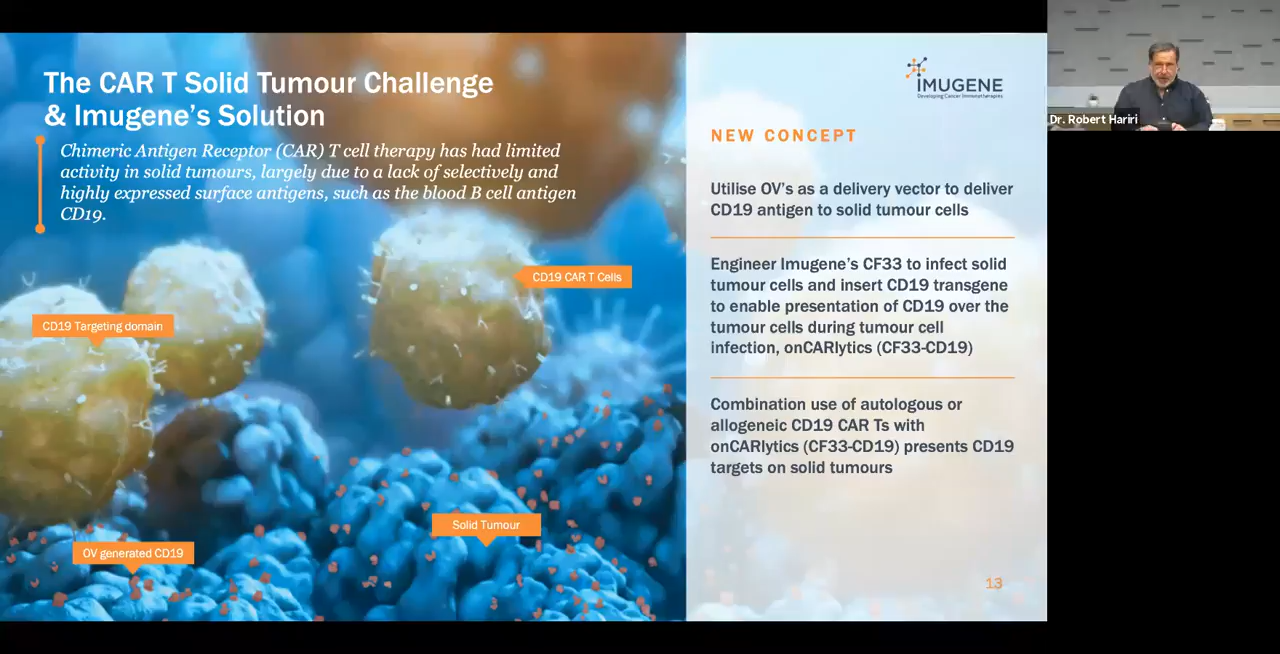 The CAR T Solid Tumour Challenge
& Imugene's Solution
Chimeric Antigen Receptor (CAR) T cell therapy has had limited
activity in solid tumours, largely due to a lack of selectively and
highly expressed surface antigens, such as the blood B cell antigen
CD19.
CD19 CAR T Cells
CD19 Targeting domain
Solid Tumour
OV generated CD19
IMUGENE
Developing Cancer Immunotherapies
NEW CONCEPT
Utilise OV's as a delivery vector to deliver
CD19 antigen to solid tumour cells
Engineer Imugene's CF33 to infect solid
tumour cells and insert CD19 transgene
to enable presentation of CD19 over the
tumour cells during tumour cell
infection, onCARlytics (CF33-CD19)
Combination use of autologous or
allogeneic CD19 CAR Ts with
onCARlytics (CF33-CD19) presents CD19
targets on solid tumours
13
Dr. Robert Hariri